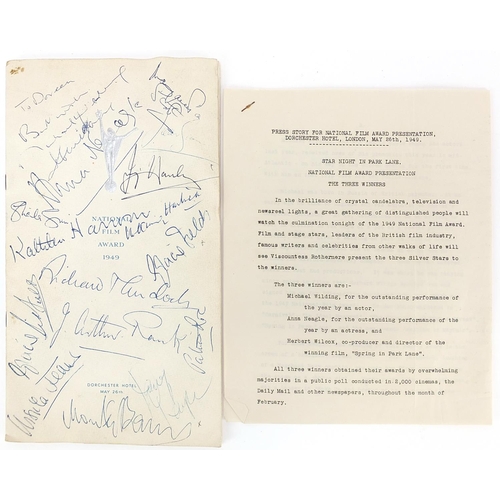 To Doreen
Anna Neagle
Kathleen Harrison
Gracie Fields
NATIONAL
FILM
AWARD
1949
Richard Murdoch
J. Arthur Rank
DORCHESTER HOTEL
MAY 26th
PRESS STORY FOR NATIONAL FILM AWARD PRESENTATION,
DORCHESTER HOTEL, LONDON, MAY 26th, 1949.
STAR NIGHT IN PARK LANE.
NATIONAL FILM AWARD PRESENTATION
THE THREE WINNERS
In the brilliance of crystal candelabra, television and
newsreel lights, a great gathering of distinguished people will
watch the culmination tonight of the 1949 National Film Award.
Film and stage stars, leaders of the British film industry,
famous writers and celebrities from other walks of life will
see Viscountess Rothermere present the three Silver Stars to
the winners.
The three winners are:-
Michael Wilding, for the outstanding performance of
the year by an actor,
Anna Neagle, for the outstanding performance of the
year by an actress, and
Herbert Wilcox, co-producer and director of the
winning film, "Spring in Park Lane".
All three winners obtained their awards by overwhelming
majorities in a public poll conducted in 2,000 cinemas, the
Daily Mail and other newspapers, throughout the month of
February.